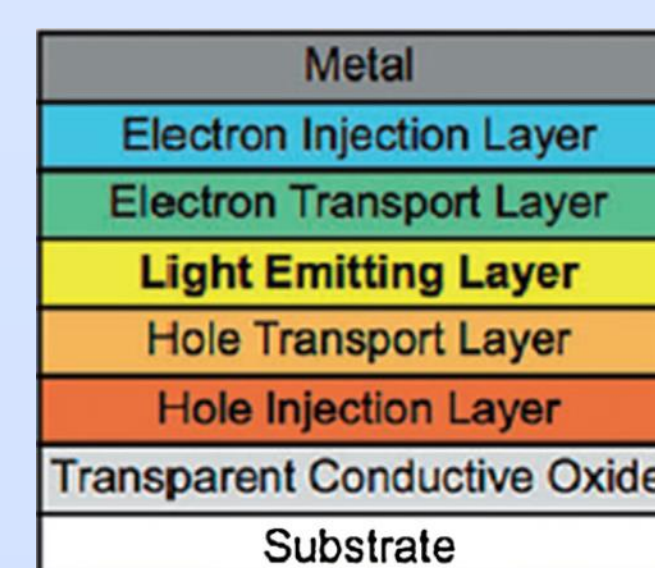 Metal
Electron Injection Layer
Electron Transport Layer
Light Emitting Layer
Hole Transport Layer
Hole Injection Layer
Transparent Conductive Oxide
Substrate